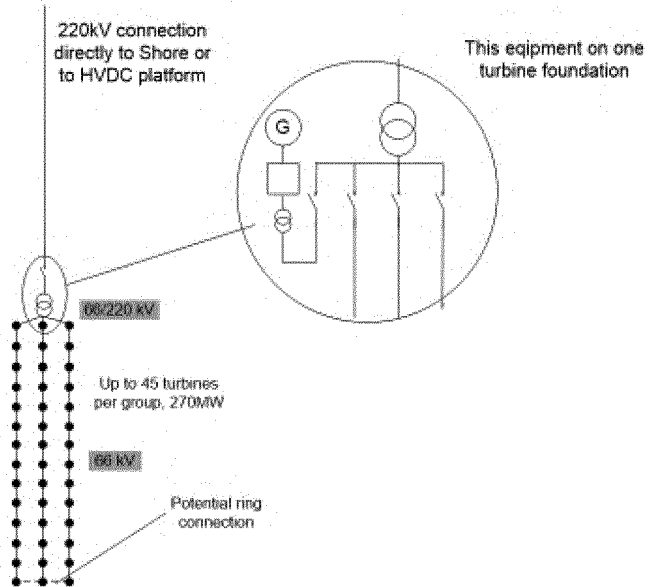 220kV connection
directly to Shore or
to HVDC platform
This eqipment on one
turbine foundation
G
66/220 kV
Up to 45 turbines
per group, 270MW
66 kV
Potential ring
connection